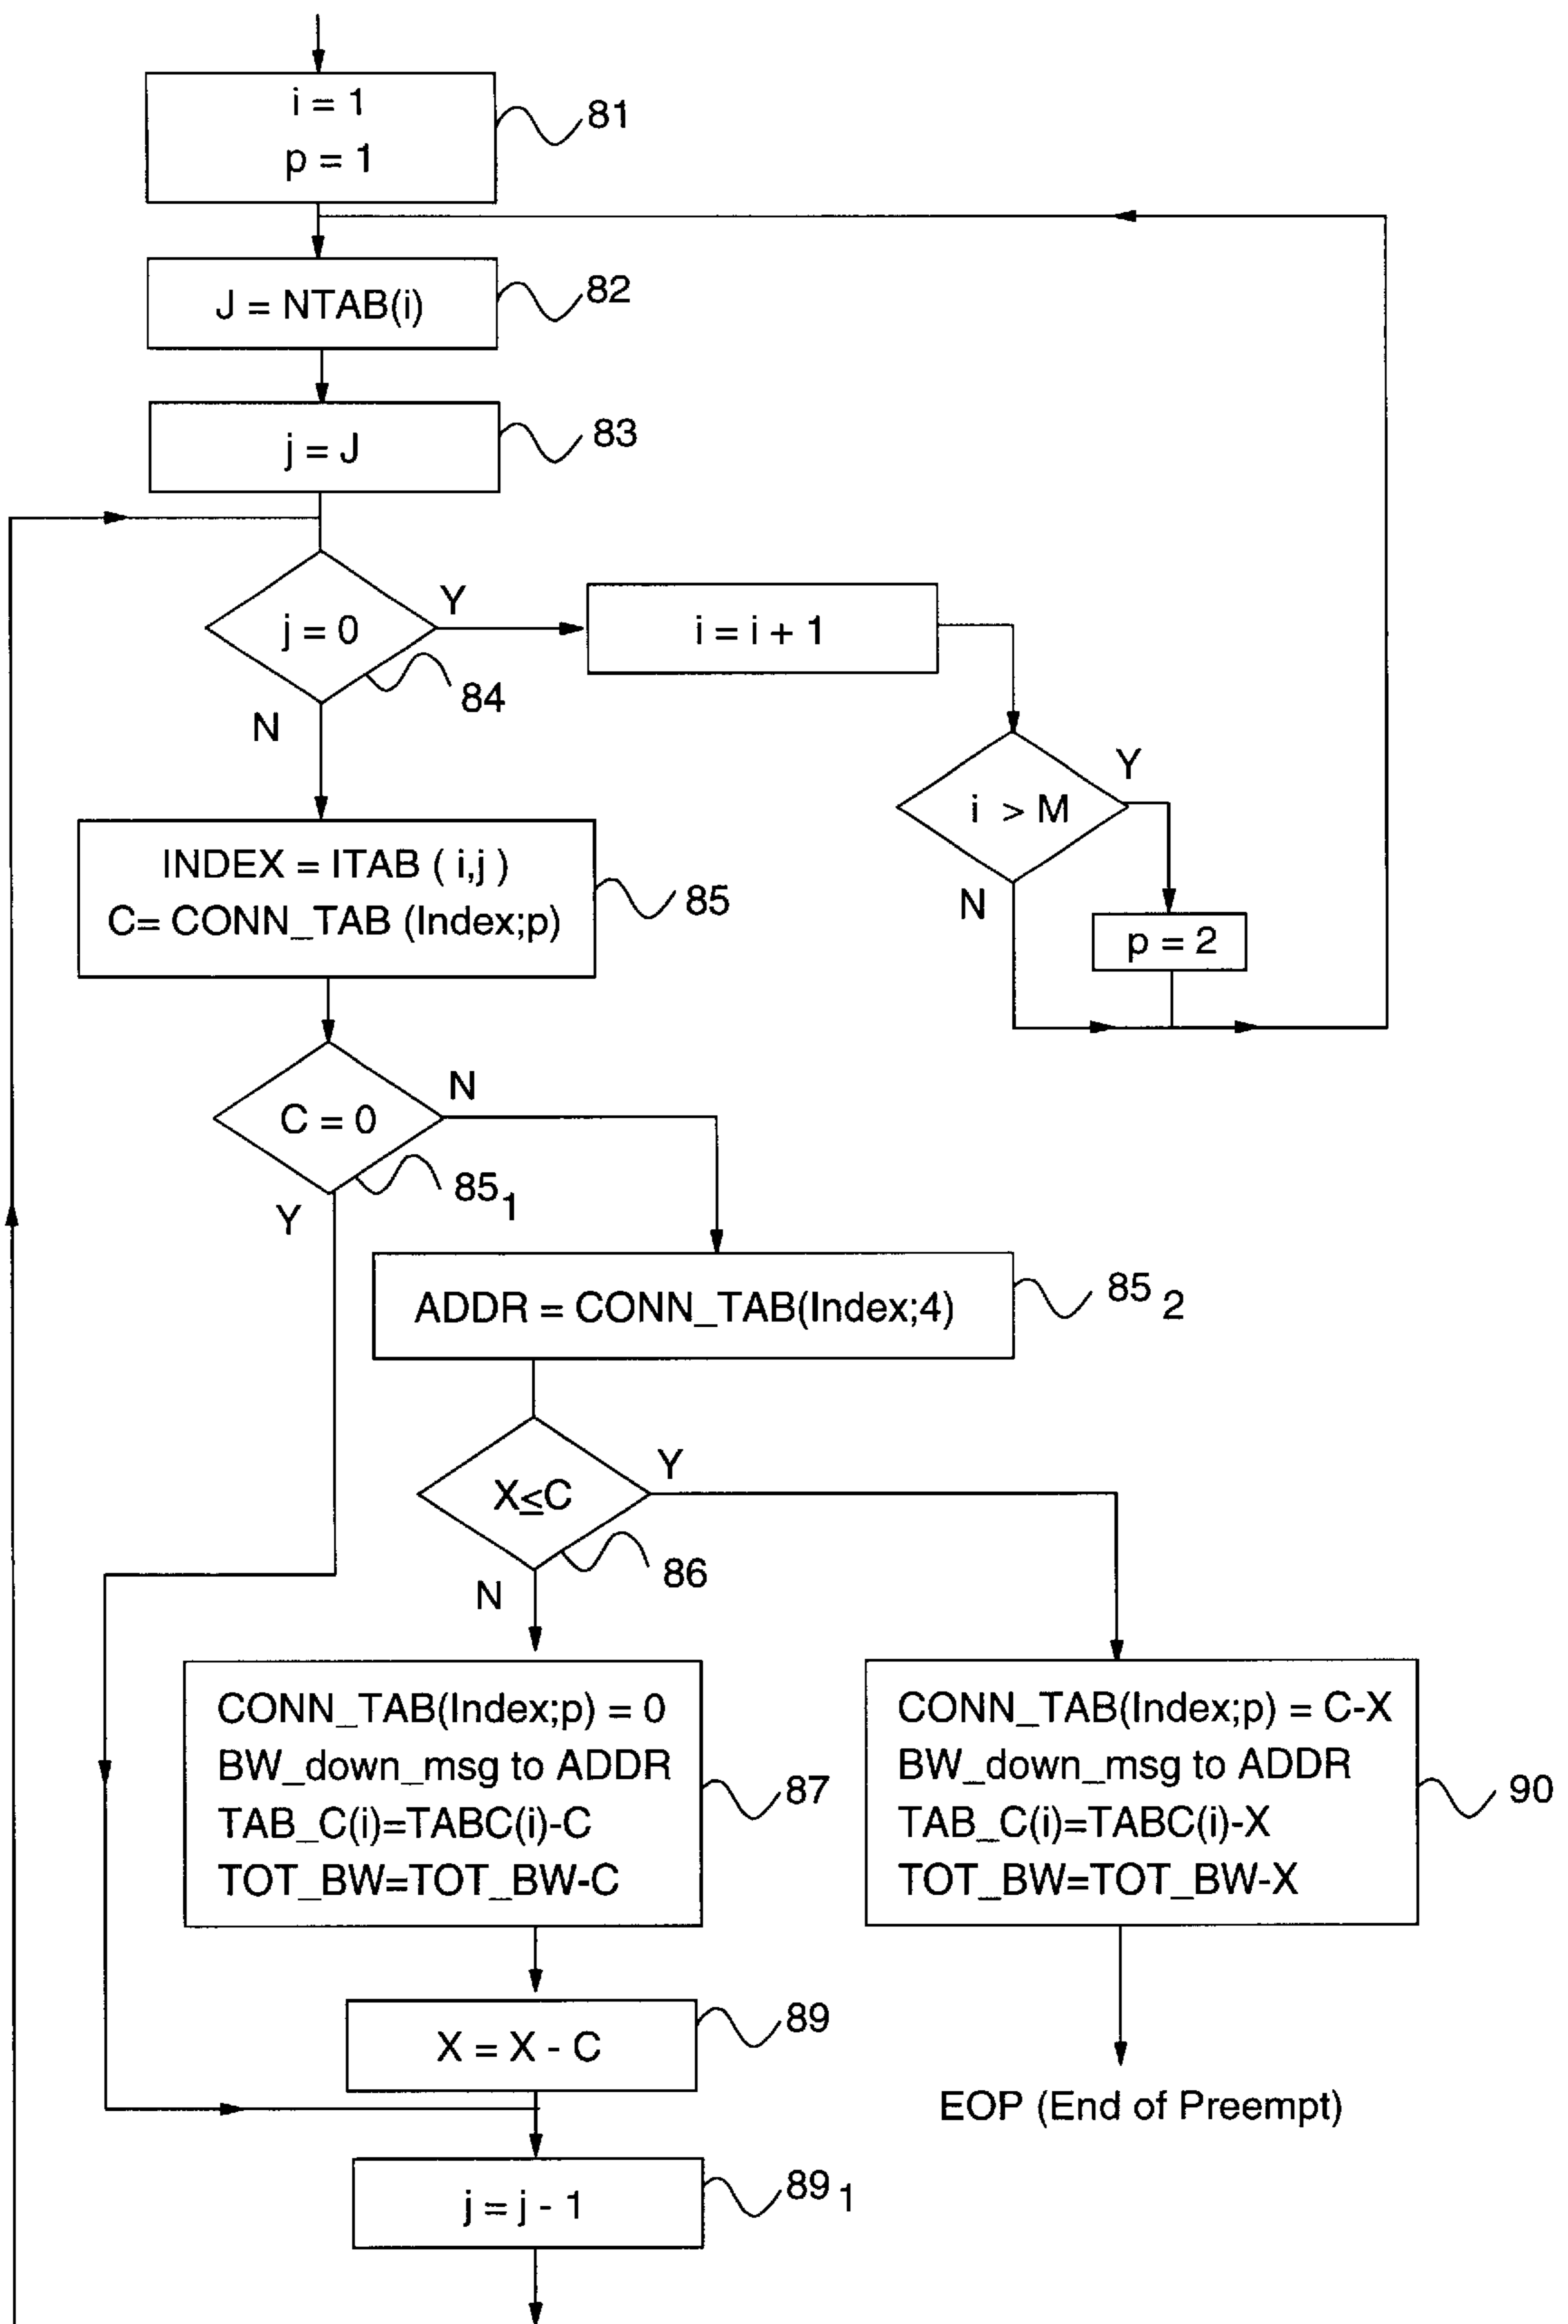 i = 1
p = 1
81
J = NTAB(i)
82
j = J
83
j = 0
Y
84
N
i = i + 1
i > M
Y
N
p = 2
INDEX = ITAB ( i,j )
C= CONN_TAB (Index;p)
85
C = 0
N
85 1
Y
ADDR = CONN_TAB(Index;4)
85 2
X≤C
Y
86
N
CONN_TAB(Index;p) = 0
BW_down_msg to ADDR
TAB_C(i)=TABC(i)-C
TOT_BW=TOT_BW-C
87
CONN_TAB(Index;p) = C-X
BW_down_msg to ADDR
TAB_C(i)=TABC(i)-X
TOT_BW=TOT_BW-X
90
X = X - C
89
EOP (End of Preempt)
j = j - 1
89 1